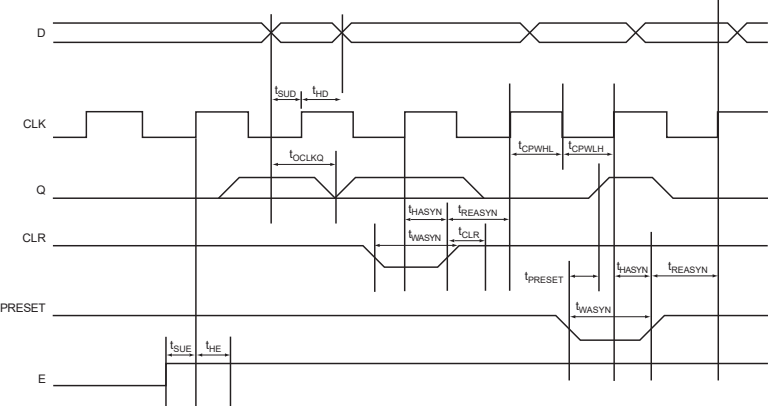 D
tSUD tHD
CLK
tOCLKQ
tCPWHL tCPWLH
Q
tHASYN tREASYN
CLR
tWASYN tCLR
tPRESET tHASYN tREASYN
PRESET
tWASYN
tSUE tHE
E